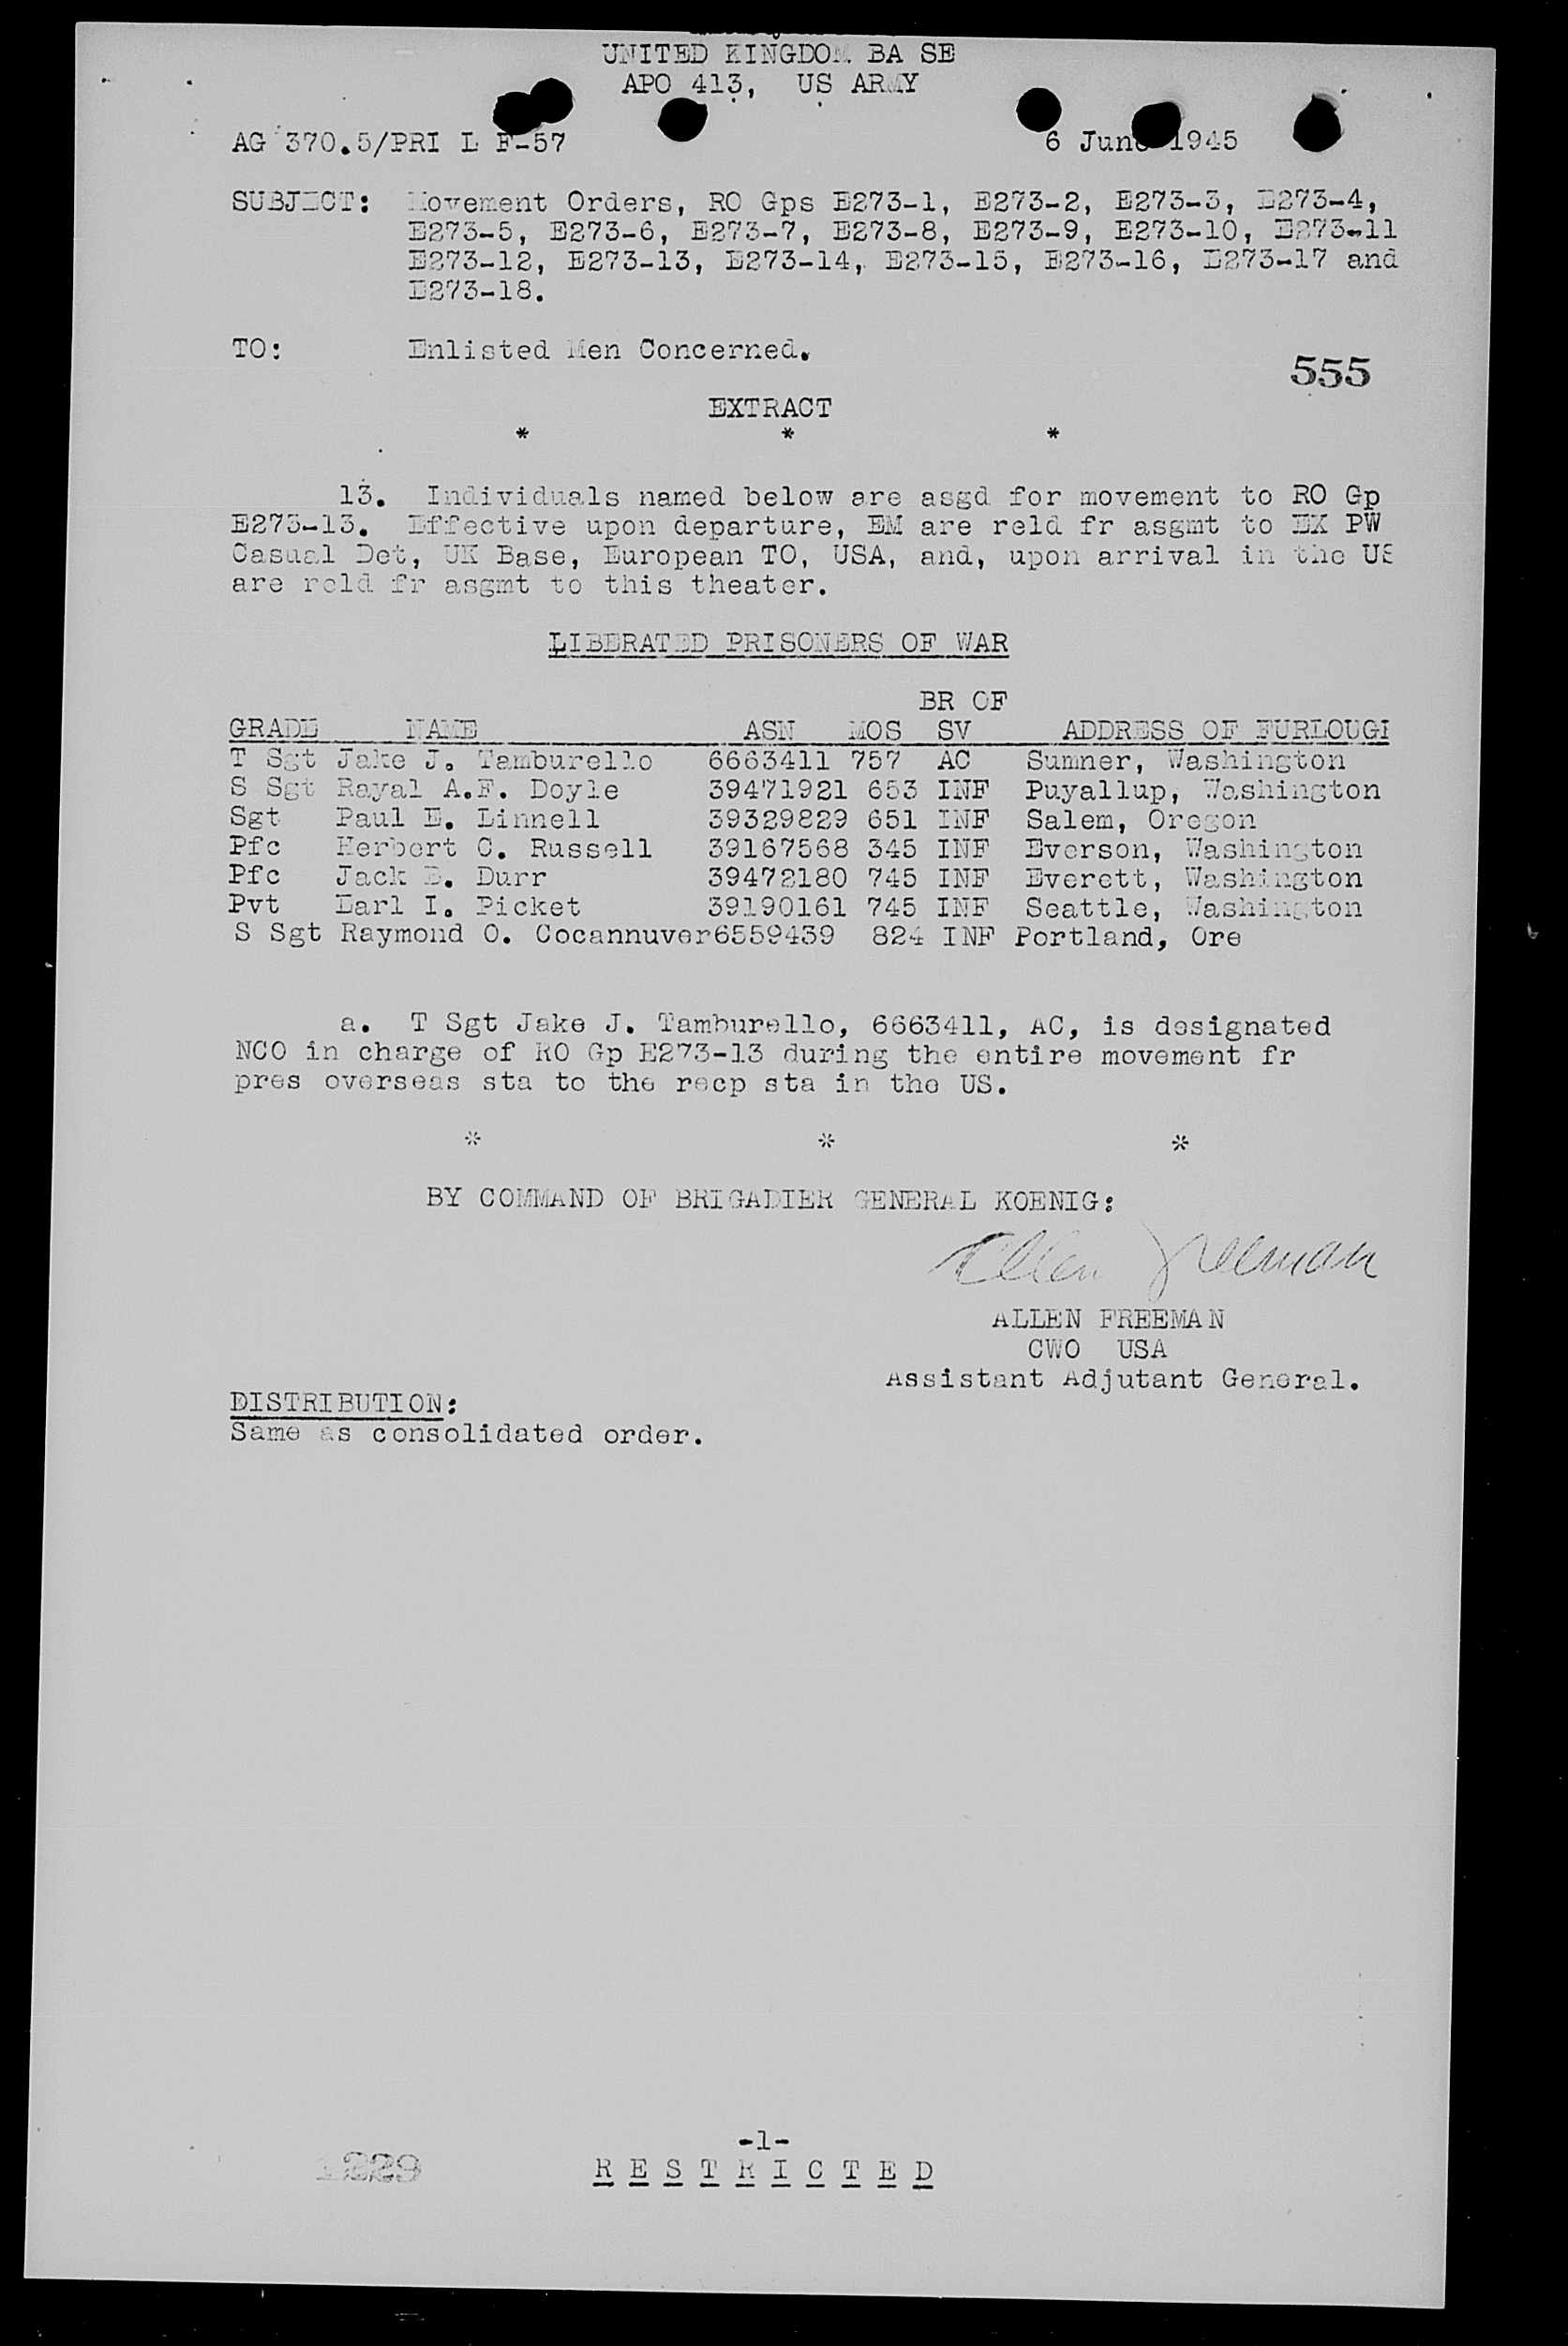 UNITED KINGDOM BA SE
APO 413, US ARMY
AG 370.5/PRI L F-57 6 June 1945
SUBJECT: Movement Orders, RO Gps E273-1, E273-2, E273-3, E273-4,
E273-5, E273-6, E273-7, E273-8, E273-9, E273-10, E273-11
E273-12, E273-13, E273-14, E273-15, E273-16, E273-17 and
E273-18.
TO: Enlisted Men Concerned.
555
EXTRACT
* * *
13. Individuals named below are asgd for movement to RO Gp
E273-13. Effective upon departure, EM are reld fr asgmt to EX PW
Casual Det, UK Base, European TO, USA, and, upon arrival in the US
are reld fr asgmt to this theater.
LIBERATED PRISONERS OF WAR
BR OF
GRADE NAME ASN MOS SV ADDRESS OF FURLOUGH
T Sgt Jake J. Tamburello 6663411 757 AC Sumner, Washington
S Sgt Rayal A.F. Doyle 39471921 653 INF Puyallup, Washington
Sgt Paul E. Linnell 39329829 651 INF Salem, Oregon
Pfc Herbert C. Russell 39167568 345 INF Everson, Washington
Pfc Jack B. Durr 39472180 745 INF Everett, Washington
Pvt Earl I. Picket 39190161 745 INF Seattle, Washington
S Sgt Raymond O. Cocannuver6559439 824 INF Portland, Ore
a. T Sgt Jake J. Tamburello, 6663411, AC, is designated
NCO in charge of RO Gp E273-13 during the entire movement fr
pres overseas sta to the recp sta in the US.
* * *
BY COMMAND OF BRIGADIER GENERAL KOENIG:
Allen Freeman
ALLEN FREEMAN
CWO USA
Assistant Adjutant General.
DISTRIBUTION:
Same as consolidated order.
-1-
1229
R E S T R I C T E D